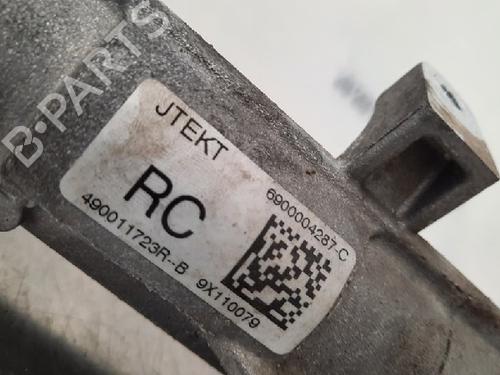 B-PARTS
JTEKT
6900004287-C
RC
490011723R--B
9X110079